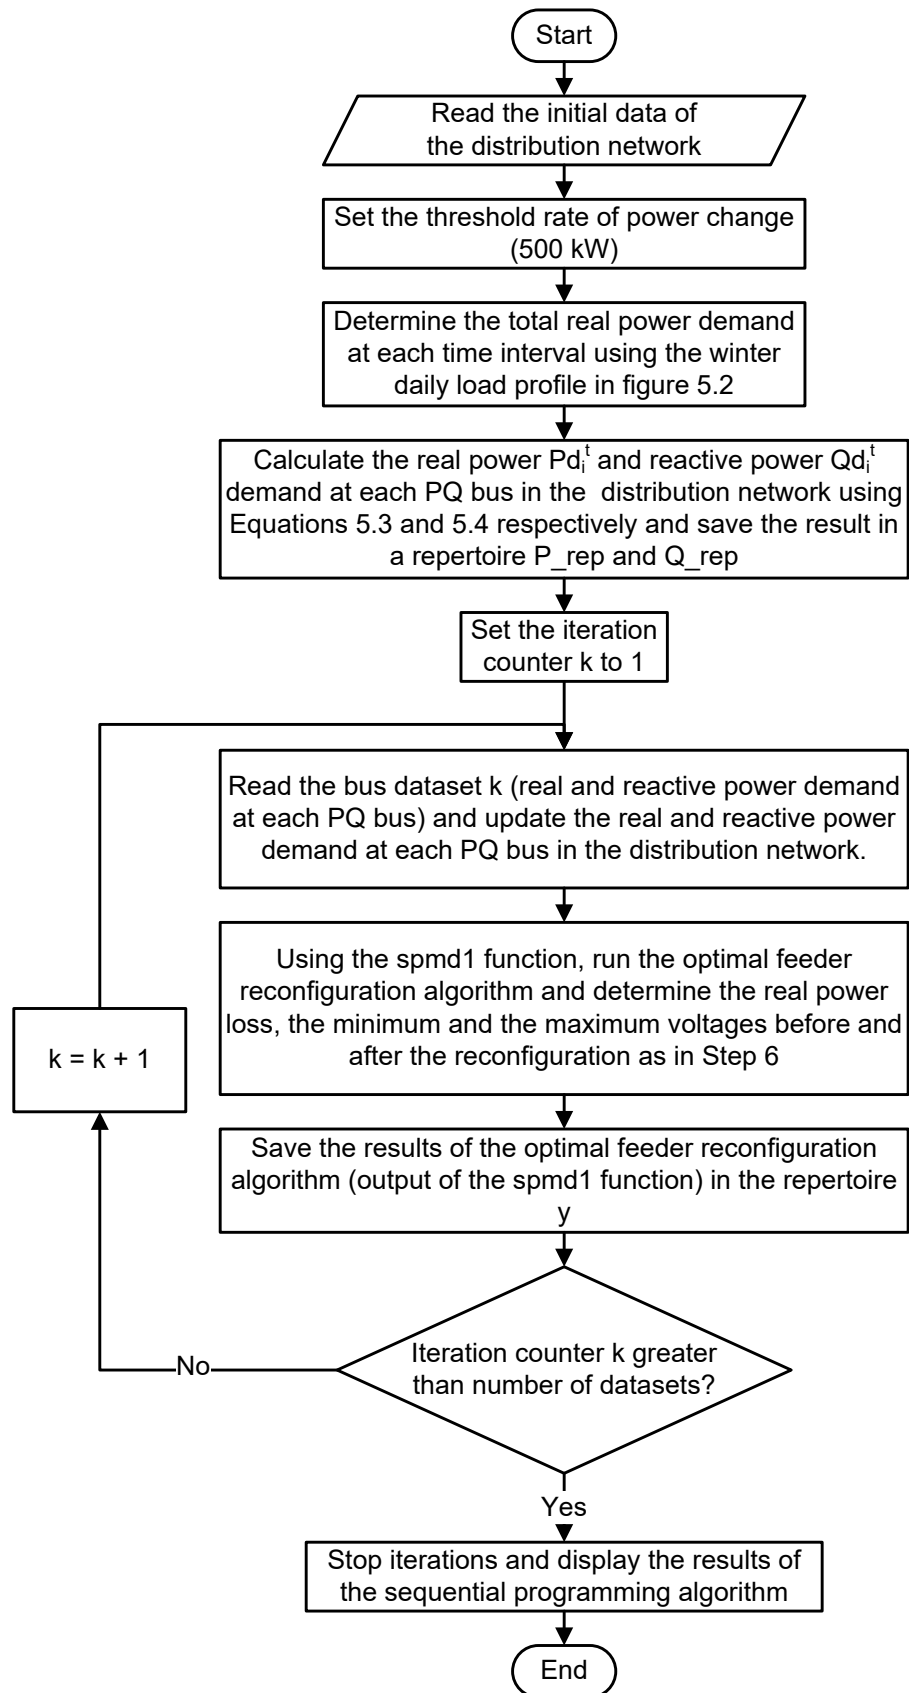 Start
Read the initial data of
the distribution network
Set the threshold rate of power change
(500 kW)
Determine the total real power demand
at each time interval using the winter
daily load profile in figure 5.2
Calculate the real power Pdᵢᵗ and reactive power Qdᵢᵗ
demand at each PQ bus in the distribution network using
Equations 5.3 and 5.4 respectively and save the result in
a repertoire P_rep and Q_rep
Set the iteration
counter k to 1
Read the bus dataset k (real and reactive power demand
at each PQ bus) and update the real and reactive power
demand at each PQ bus in the distribution network.
Using the spmd1 function, run the optimal feeder
reconfiguration algorithm and determine the real power
loss, the minimum and the maximum voltages before and
after the reconfiguration as in Step 6
k = k + 1
Save the results of the optimal feeder reconfiguration
algorithm (output of the spmd1 function) in the repertoire
y
Iteration counter k greater
than number of datasets?
No
Yes
Stop iterations and display the results of
the sequential programming algorithm
End